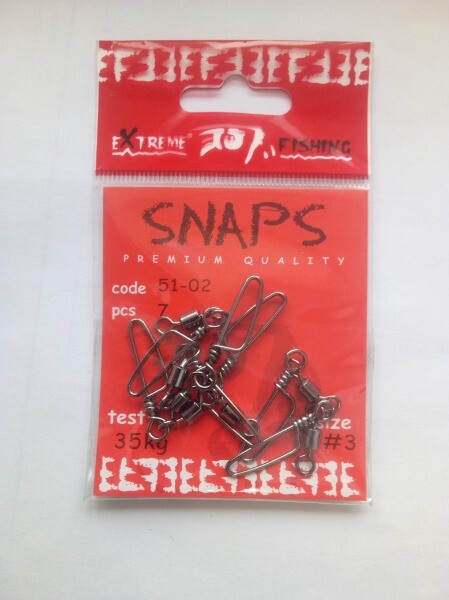 EXTREME FISHING
SNAPS
PREMIUM QUALITY
code 51-02
pcs 7
test size
35kg #3